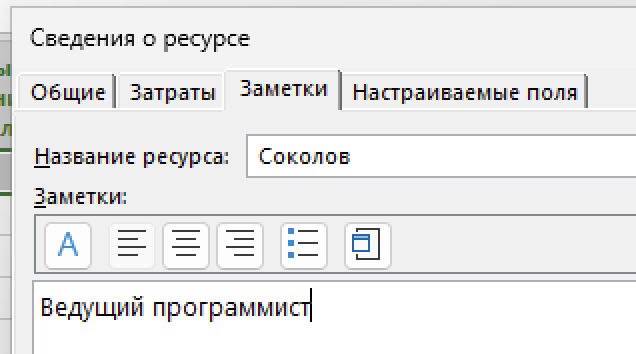 Сведения о ресурсе
Общие Затраты Заметки Настраиваемые поля
Название ресурса: Соколов
Заметки:
A
Ведущий программист